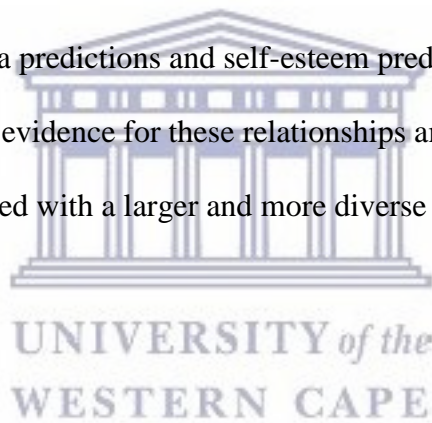 a predictions and self-esteem pred
evidence for these relationships ar
ed with a larger and more diverse
UNIVERSITY of the
WESTERN CAPE